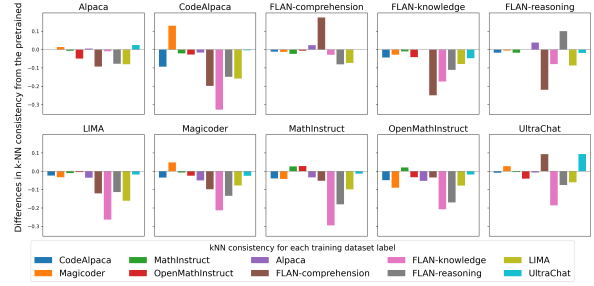 Differences in k-NN consistency from the pretrained
Alpaca
CodeAlpaca
FLAN-comprehension
FLAN-knowledge
FLAN-reasoning
0.1
0.0
−0.1
−0.2
−0.3
LIMA
Magicoder
MathInstruct
OpenMathInstruct
UltraChat
0.1
0.0
−0.1
−0.2
−0.3
kNN consistency for each training dataset label
CodeAlpaca
MathInstruct
Alpaca
FLAN-knowledge
LIMA
Magicoder
OpenMathInstruct
FLAN-comprehension
FLAN-reasoning
UltraChat